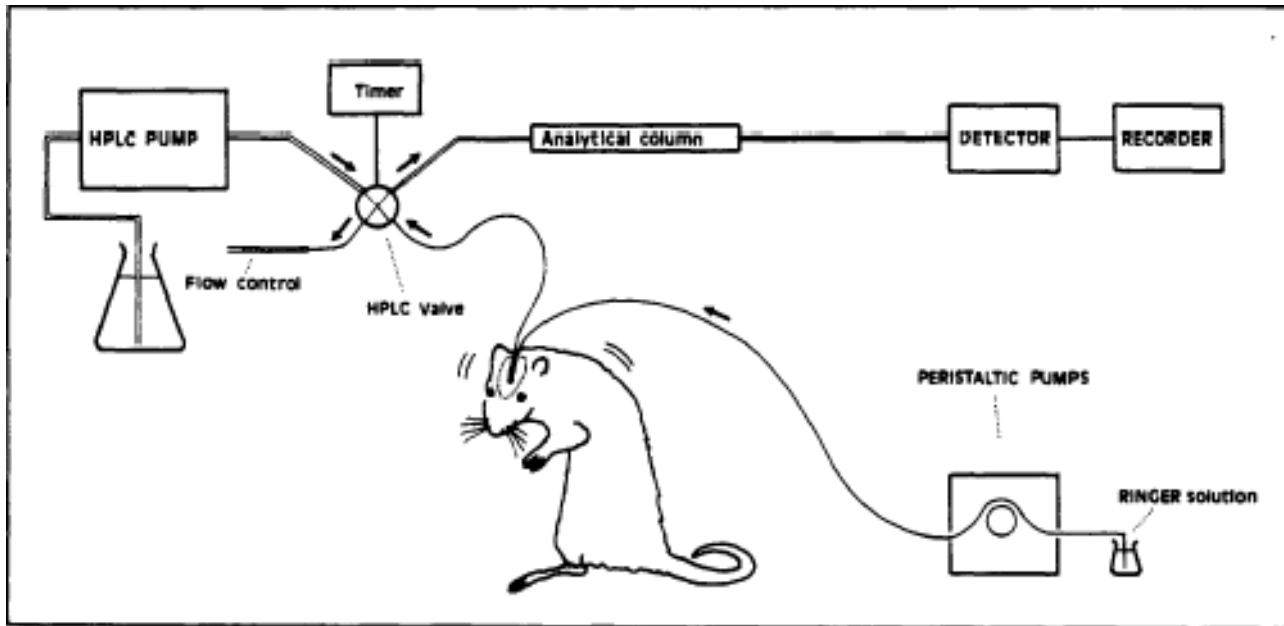 Timer
HPLC PUMP
Analytical column
DETECTOR
RECORDER
Flow control
HPLC Valve
PERISTALTIC PUMPS
RINGER solution